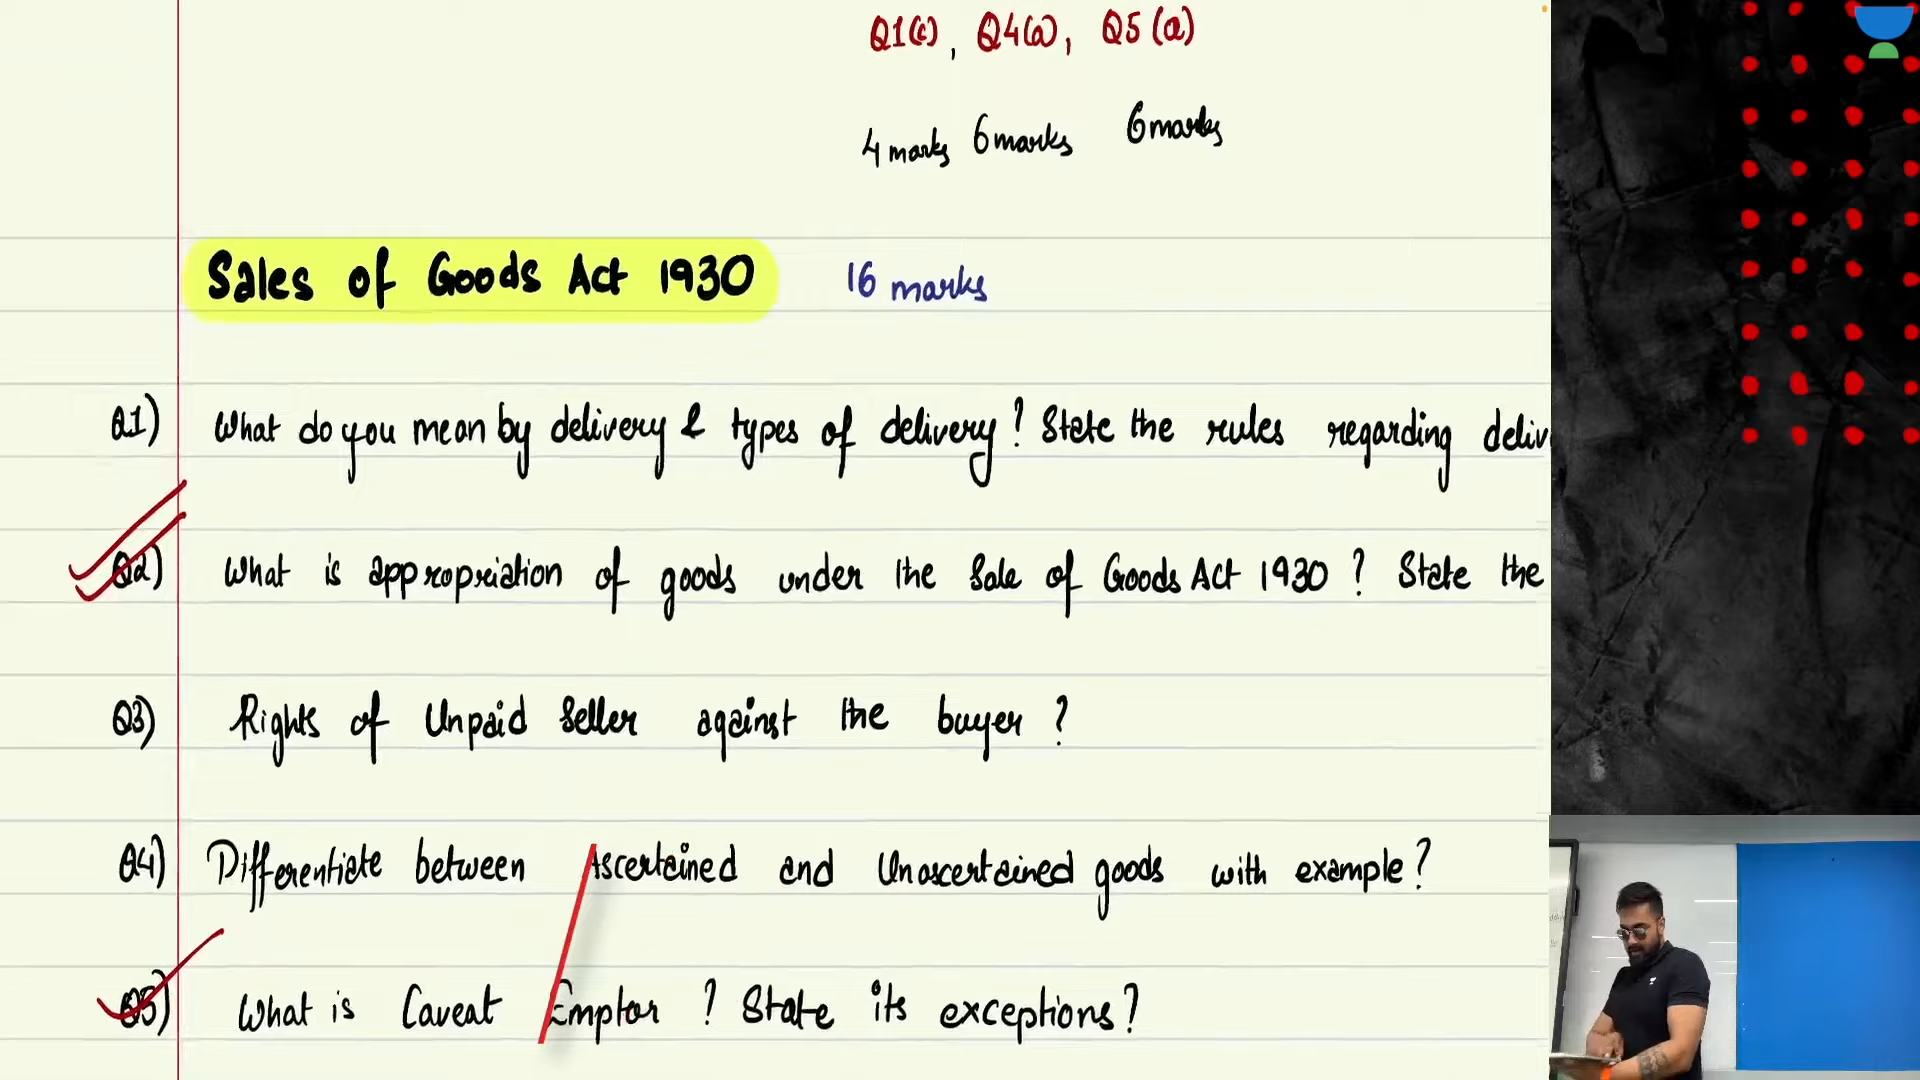 Q1(c), Q4(a), Q5(a)
4 marks 6 marks 6 marks
Sales of Goods Act 1930 16 marks
Q1) What do you mean by delivery & types of delivery? State the rules regarding deliv
Q2) What is appropriation of goods under the Sale of Goods Act 1930? State the
Q3) Rights of Unpaid Seller against the buyer?
Q4) Differentiate between Ascertained and Unascertained goods with example?
Q5) What is Caveat Emptor? State its exceptions?